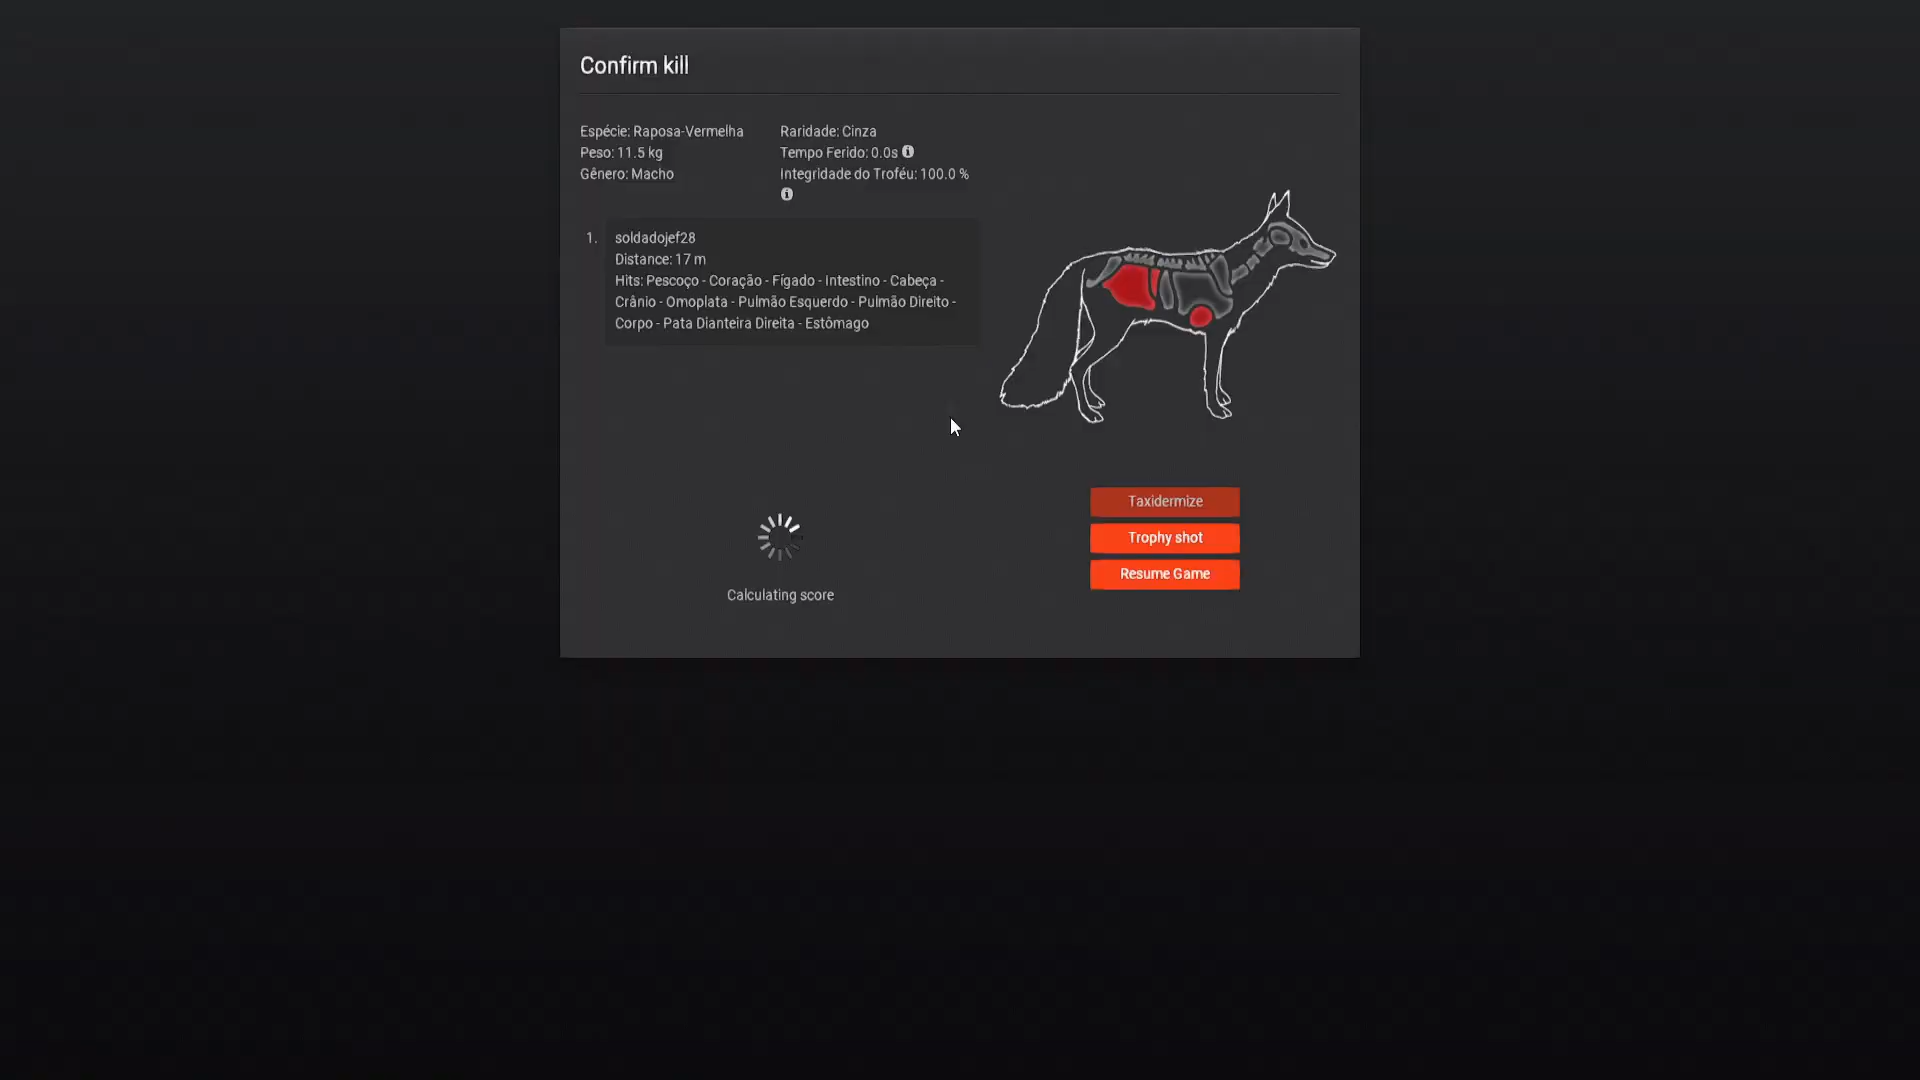 Confirm kill
Espécie: Raposa-Vermelha
Peso: 11.5 kg
Gênero: Macho
Raridade: Cinza
Tempo Ferido: 0.0s
Integridade do Troféu: 100.0 %
1.
soldadojef28
Distance: 17 m
Hits: Pescoço - Coração - Fígado - Intestino - Cabeça -
Crânio - Omoplata - Pulmão Esquerdo - Pulmão Direito -
Corpo - Pata Dianteira Direita - Estômago
Calculating score
Taxidermize
Trophy shot
Resume Game